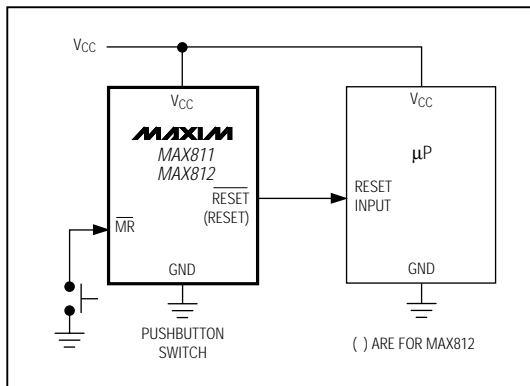 VCC
VCC
MAXIM
MAX811
MAX812
RESET
(RESET)
MR
GND
PUSHBUTTON
SWITCH
VCC
μP
RESET
INPUT
GND
( ) ARE FOR MAX812